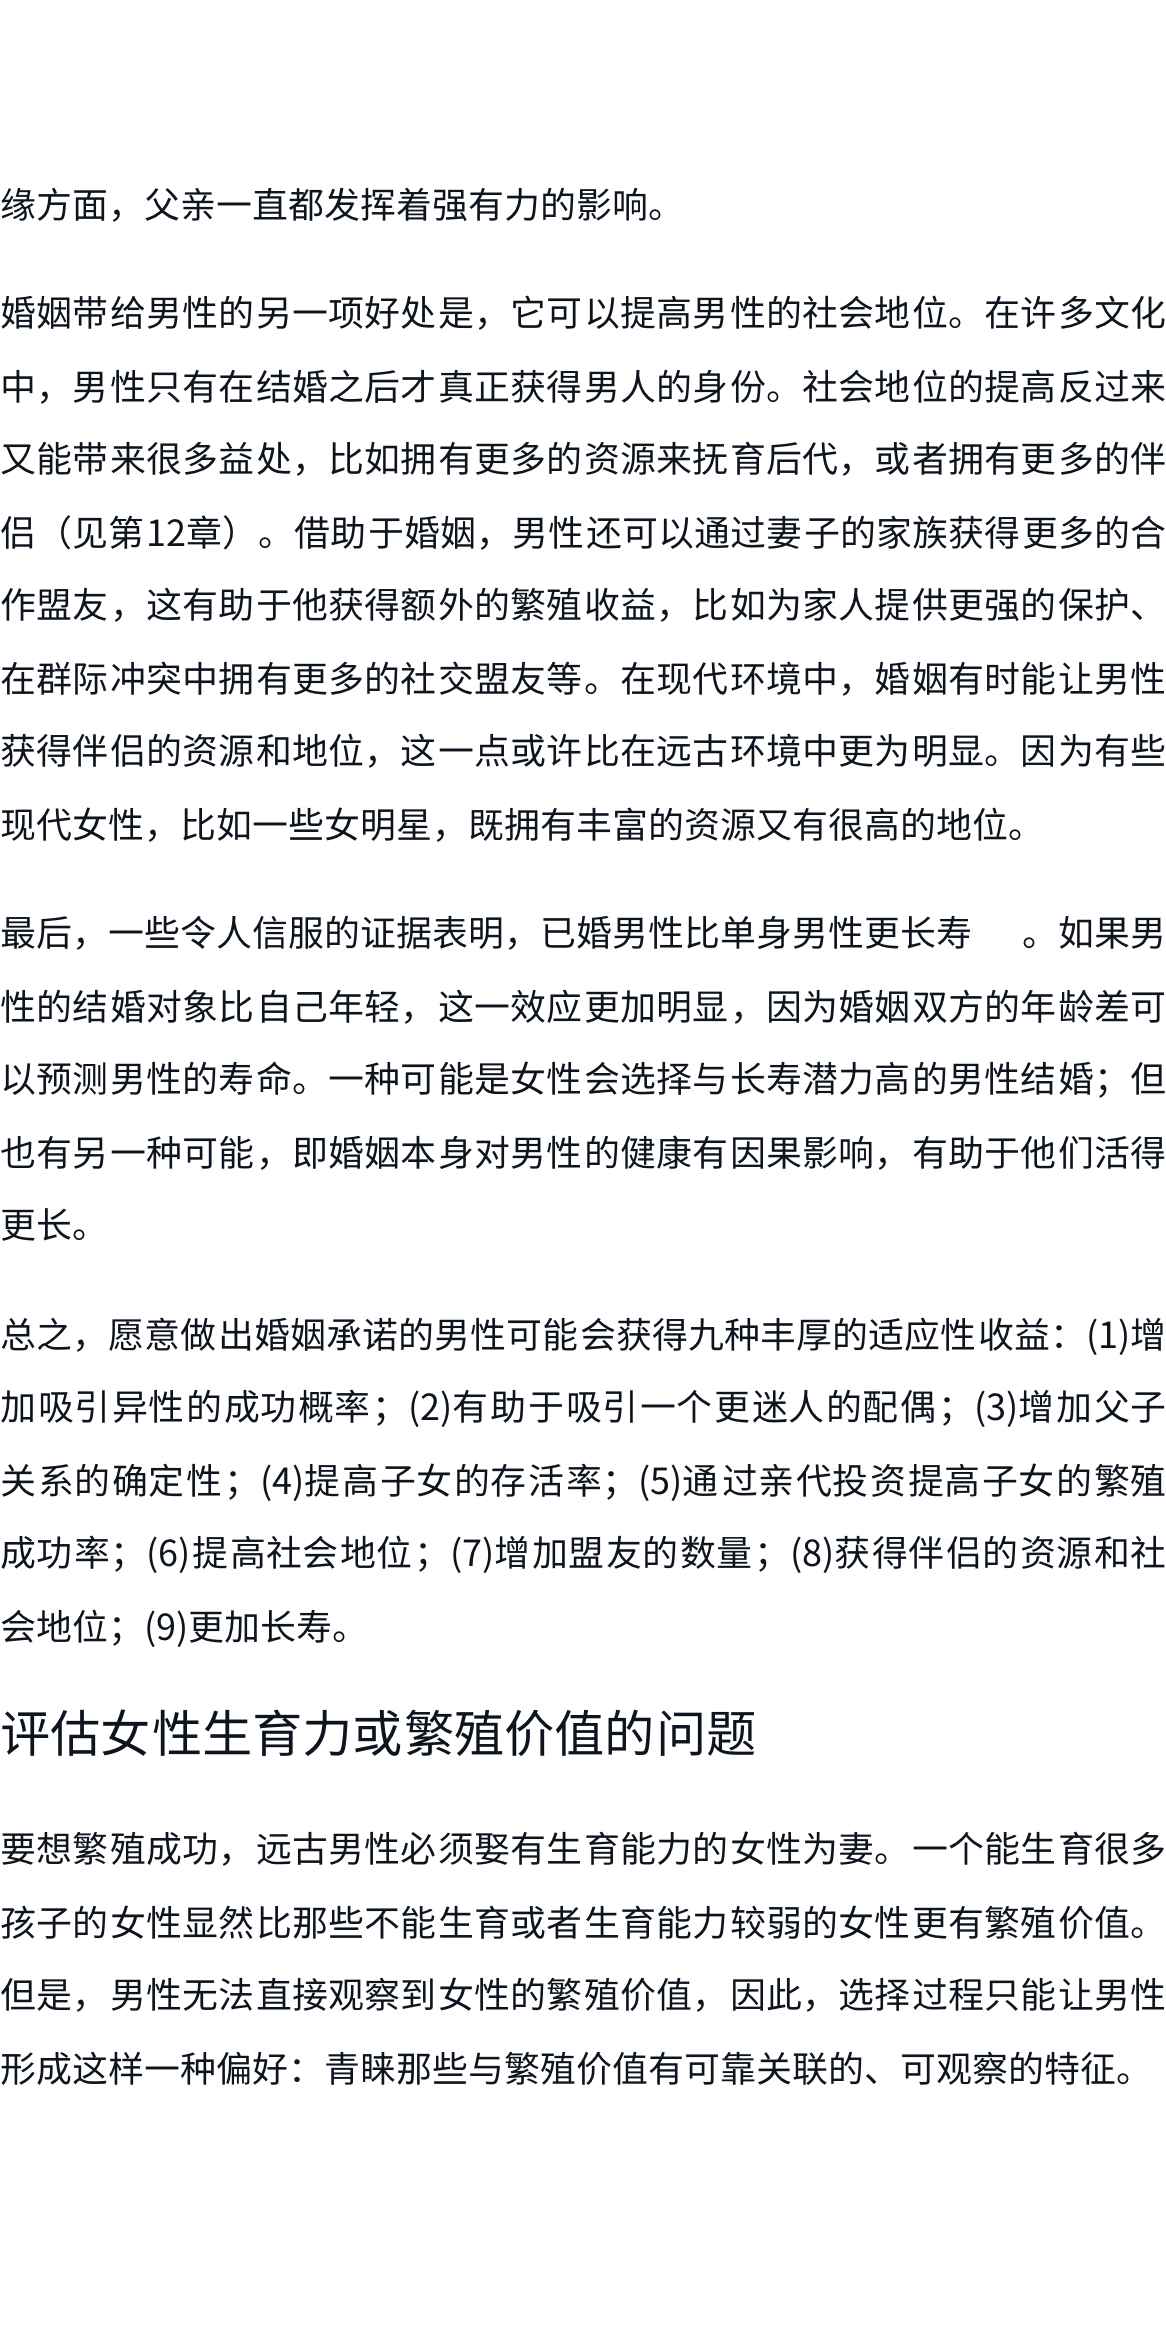 缘方面，父亲一直都发挥着强有力的影响。
婚姻带给男性的另一项好处是，它可以提高男性的社会地位。在许多文化
中，男性只有在结婚之后才真正获得男人的身份。社会地位的提高反过来
又能带来很多益处，比如拥有更多的资源来抚育后代，或者拥有更多的伴
侣（见第12章）。借助于婚姻，男性还可以通过妻子的家族获得更多的合
作盟友，这有助于他获得额外的繁殖收益，比如为家人提供更强的保护、
在群际冲突中拥有更多的社交盟友等。在现代环境中，婚姻有时能让男性
获得伴侣的资源和地位，这一点或许比在远古环境中更为明显。因为有些
现代女性，比如一些女明星，既拥有丰富的资源又有很高的地位。
最后，一些令人信服的证据表明，已婚男性比单身男性更长寿 。如果男
性的结婚对象比自己年轻，这一效应更加明显，因为婚姻双方的年龄差可
以预测男性的寿命。一种可能是女性会选择与长寿潜力高的男性结婚；但
也有另一种可能，即婚姻本身对男性的健康有因果影响，有助于他们活得
更长。
总之，愿意做出婚姻承诺的男性可能会获得九种丰厚的适应性收益：(1)增
加吸引异性的成功概率；(2)有助于吸引一个更迷人的配偶；(3)增加父子
关系的确定性；(4)提高子女的存活率；(5)通过亲代投资提高子女的繁殖
成功率；(6)提高社会地位；(7)增加盟友的数量；(8)获得伴侣的资源和社
会地位；(9)更加长寿。
评估女性生育力或繁殖价值的问题
要想繁殖成功，远古男性必须娶有生育能力的女性为妻。一个能生育很多
孩子的女性显然比那些不能生育或者生育能力较弱的女性更有繁殖价值。
但是，男性无法直接观察到女性的繁殖价值，因此，选择过程只能让男性
形成这样一种偏好：青睐那些与繁殖价值有可靠关联的、可观察的特征。